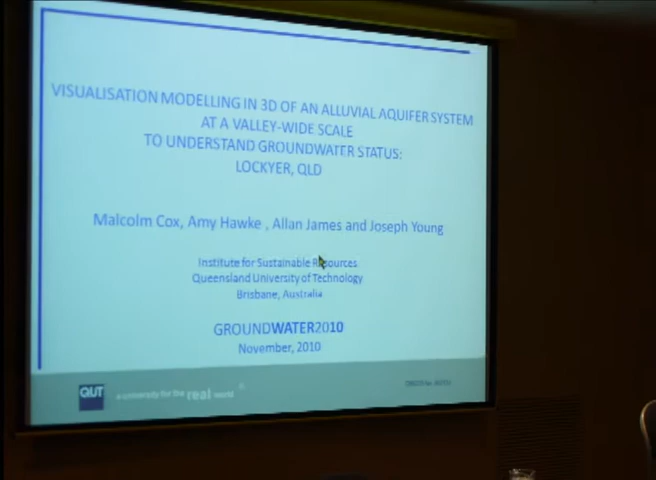 VISUALISATION MODELLING IN 3D OF AN ALLUVIAL AQUIFER SYSTEM
AT A VALLEY-WIDE SCALE
TO UNDERSTAND GROUNDWATER STATUS:
LOCKYER, QLD
Malcolm Cox, Amy Hawke , Allan James and Joseph Young
Institute for Sustainable Resources
Queensland University of Technology
Brisbane, Australia
GROUNDWATER2010
November, 2010
QUT
a university for the real world